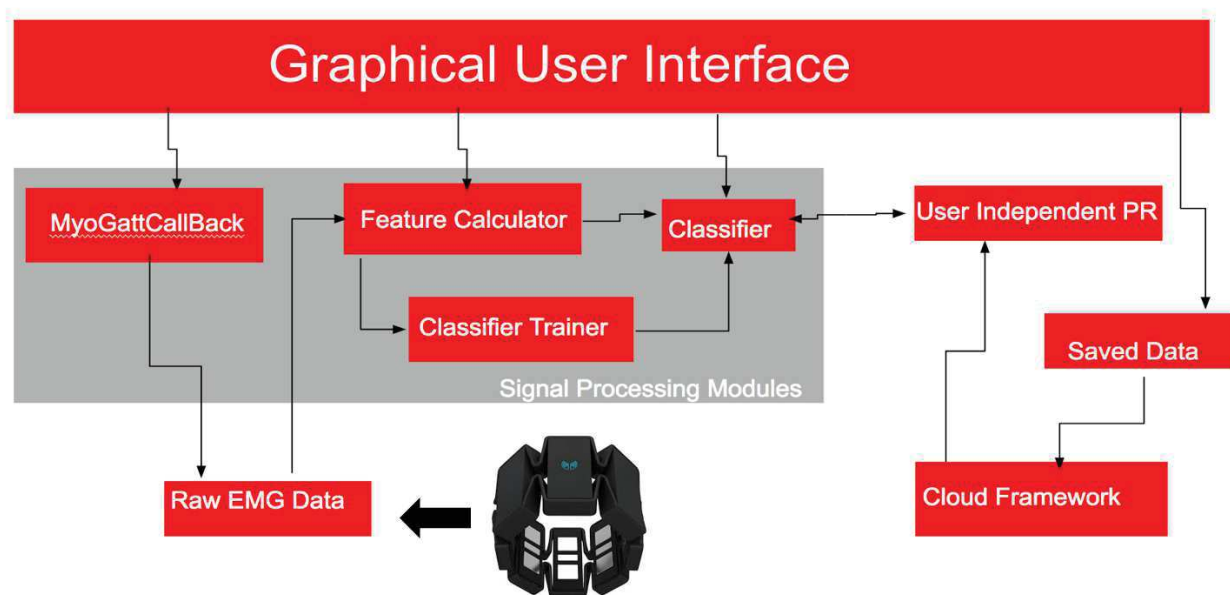 Graphical User Interface
MyoGattCallBack
Feature Calculator
Classifier
User Independent PR
Classifier Trainer
Saved Data
Signal Processing Modules
Raw EMG Data
Cloud Framework